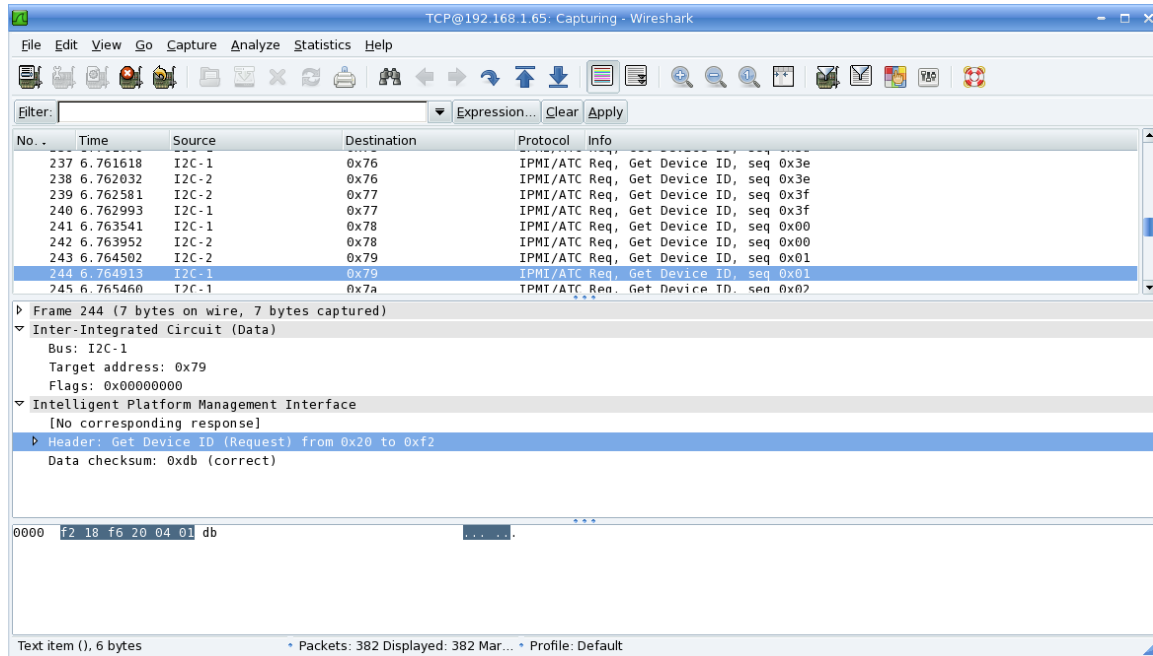 TCP@192.168.1.65: Capturing - Wireshark
File Edit View Go Capture Analyze Statistics Help
Filter: Expression... Clear Apply
No. . Time Source Destination Protocol Info
237 6.761618 I2C-1 0x76 IPMI/ATC Req, Get Device ID, seq 0x3e
238 6.762032 I2C-2 0x76 IPMI/ATC Req, Get Device ID, seq 0x3e
239 6.762581 I2C-2 0x77 IPMI/ATC Req, Get Device ID, seq 0x3f
240 6.762993 I2C-1 0x77 IPMI/ATC Req, Get Device ID, seq 0x3f
241 6.763541 I2C-1 0x78 IPMI/ATC Req, Get Device ID, seq 0x00
242 6.763952 I2C-2 0x78 IPMI/ATC Req, Get Device ID, seq 0x00
243 6.764502 I2C-2 0x79 IPMI/ATC Req, Get Device ID, seq 0x01
244 6.764913 I2C-1 0x79 IPMI/ATC Req, Get Device ID, seq 0x01
245 6.765460 I2C-1 0x7a IPMI/ATC Req, Get Device ID, seq 0x02
Frame 244 (7 bytes on wire, 7 bytes captured)
Inter-Integrated Circuit (Data)
Bus: I2C-1
Target address: 0x79
Flags: 0x00000000
Intelligent Platform Management Interface
[No corresponding response]
Header: Get Device ID (Request) from 0x20 to 0xf2
Data checksum: 0xdb (correct)
0000 f2 18 f6 20 04 01 db ... ...
Text item (), 6 bytes Packets: 382 Displayed: 382 Mar... Profile: Default